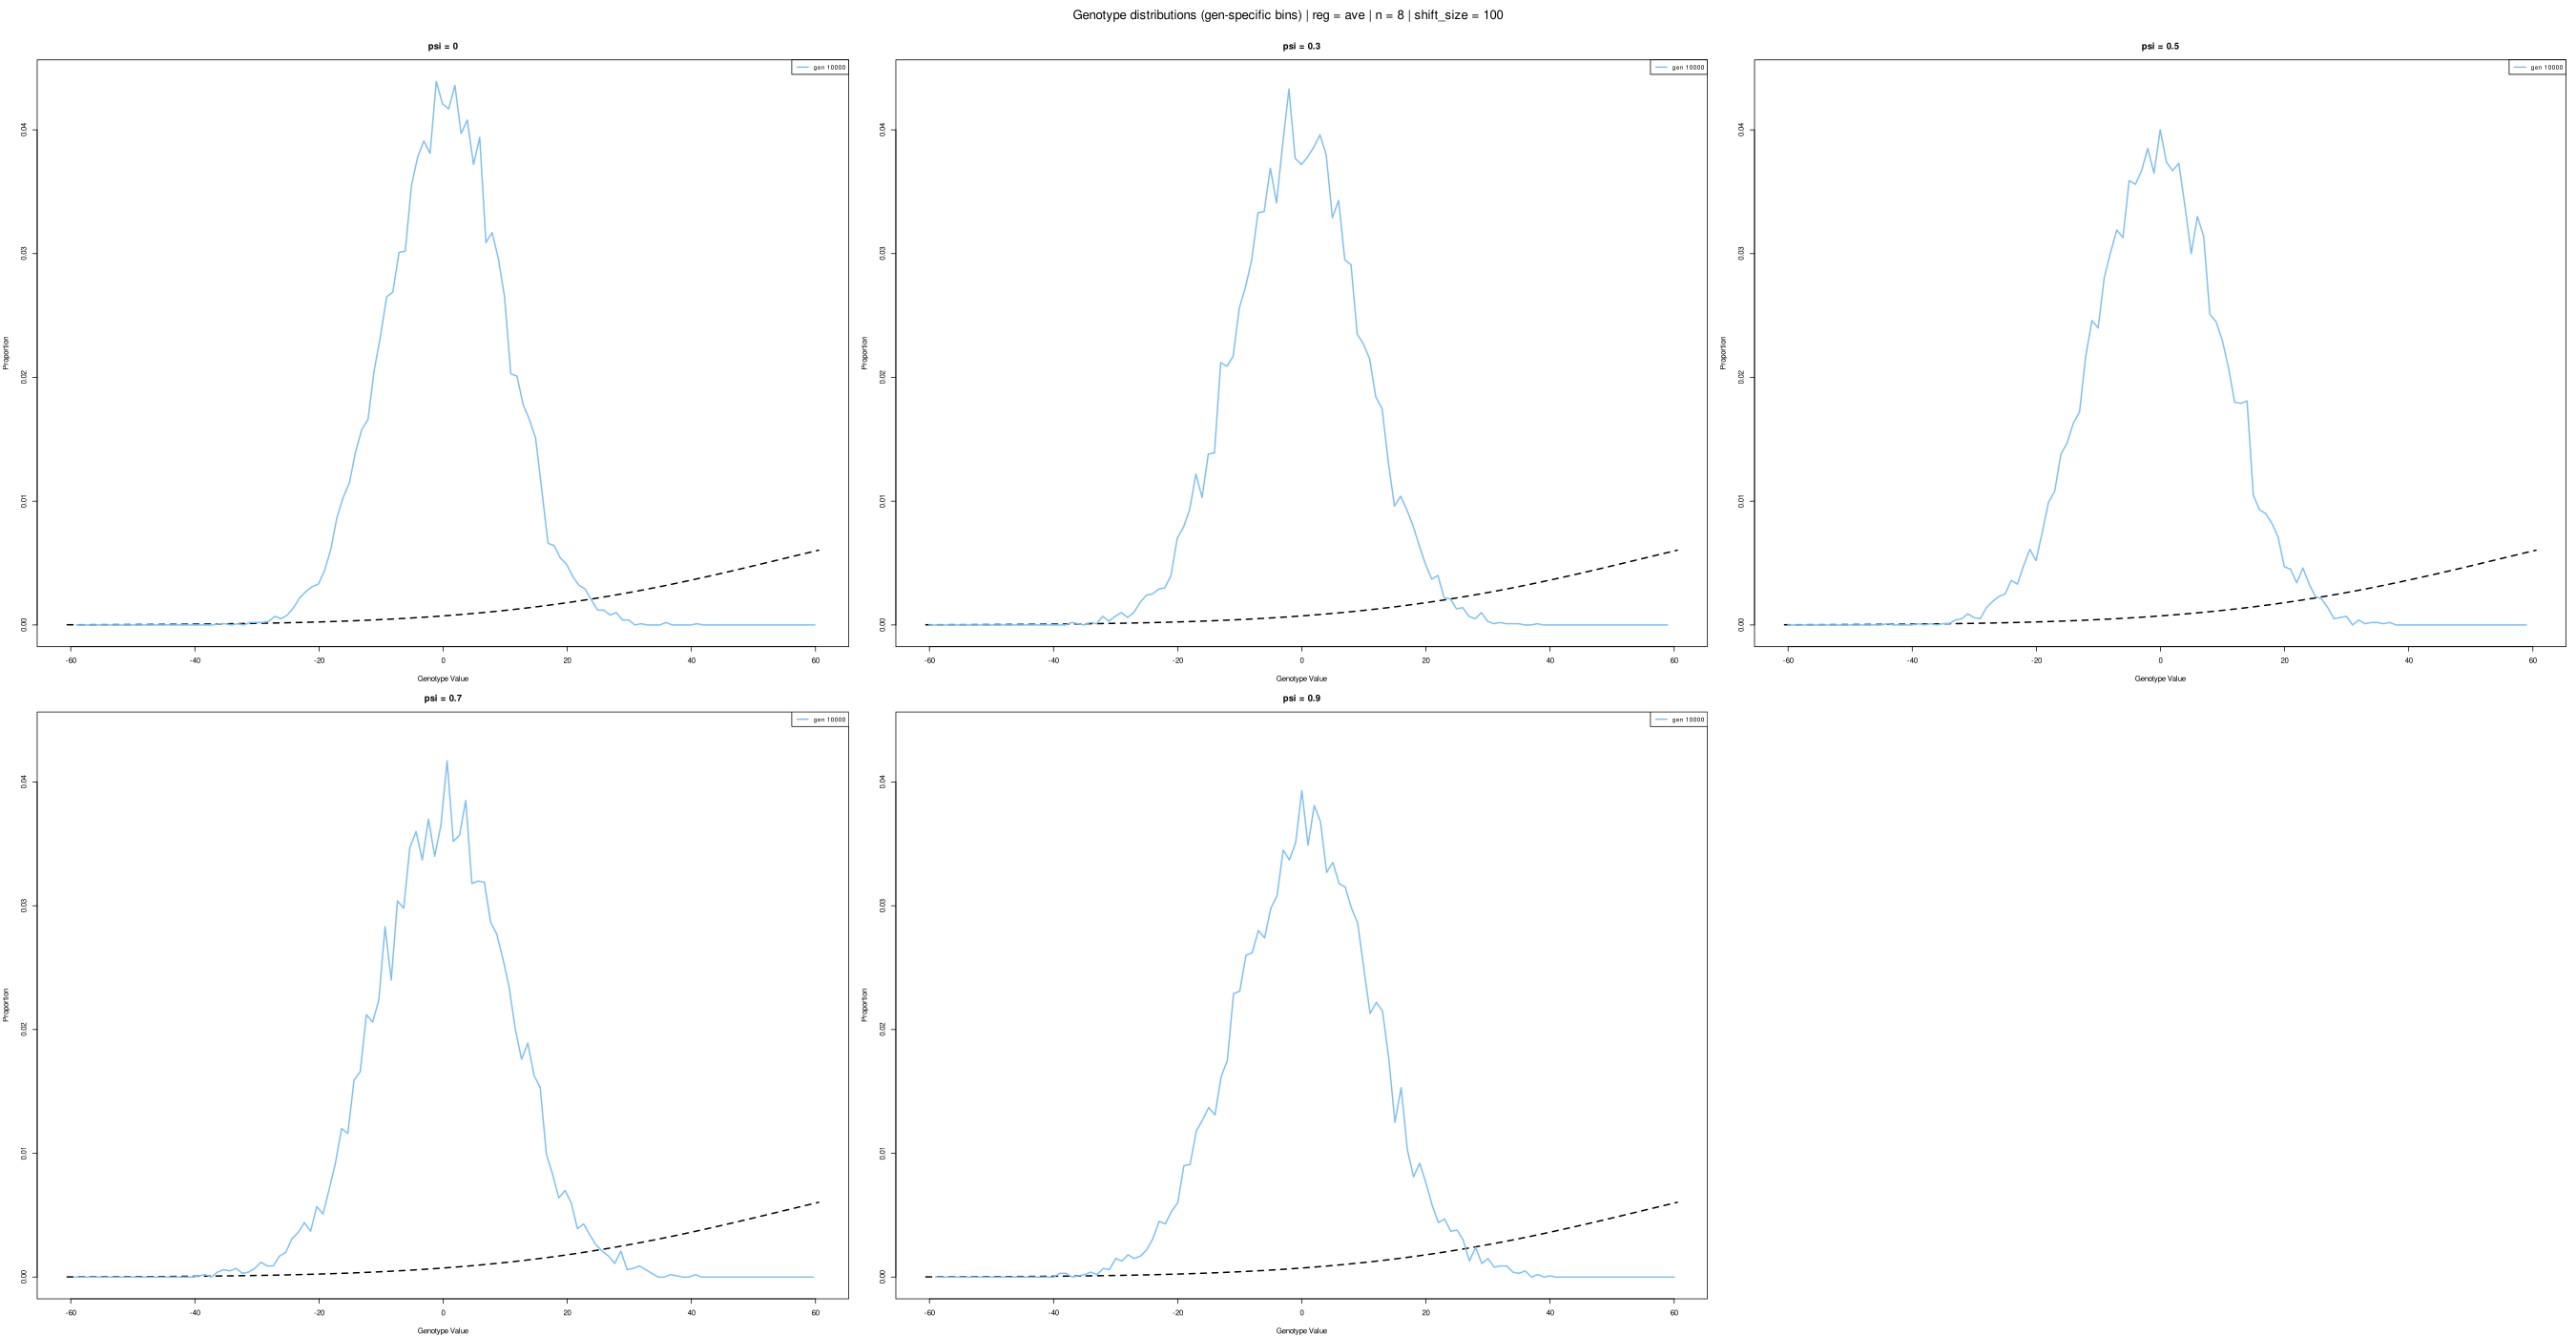 Genotype distributions (gen-specific bins) | reg = ave | n = 8 | shift_size = 100
psi = 0
gen 10000
Proportion
0.04
0.03
0.02
0.01
0.00
-60 -40 -20 0 20 40 60
Genotype Value
psi = 0.3
gen 10000
Proportion
0.04
0.03
0.02
0.01
0.00
-60 -40 -20 0 20 40 60
Genotype Value
psi = 0.5
gen 10000
Proportion
0.04
0.03
0.02
0.01
0.00
-60 -40 -20 0 20 40 60
Genotype Value
psi = 0.7
gen 10000
Proportion
0.04
0.03
0.02
0.01
0.00
-60 -40 -20 0 20 40 60
Genotype Value
psi = 0.9
gen 10000
Proportion
0.04
0.03
0.02
0.01
0.00
-60 -40 -20 0 20 40 60
Genotype Value